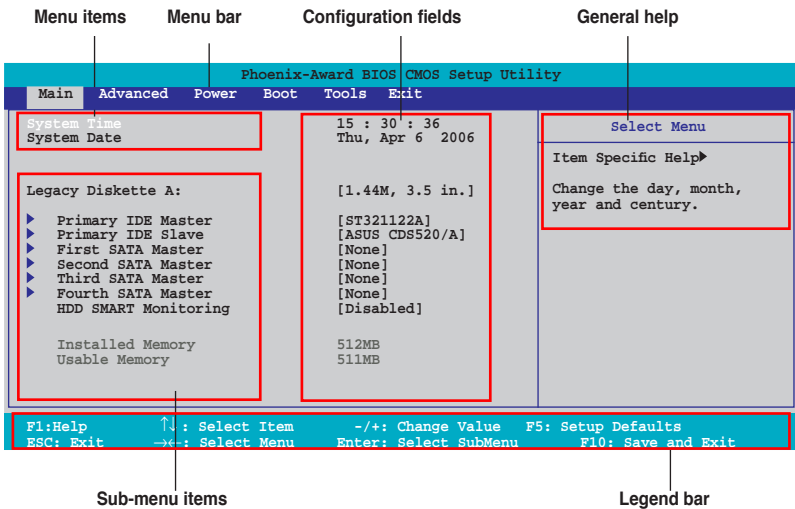 Menu items Menu bar Configuration fields General help
Phoenix-Award BIOS CMOS Setup Utility
Main Advanced Power Boot Tools Exit
System Time 15 : 30 : 36
System Date Thu, Apr 6 2006
Legacy Diskette A: [1.44M, 3.5 in.]
Primary IDE Master [ST321122A]
Primary IDE Slave [ASUS CDS520/A]
First SATA Master [None]
Second SATA Master [None]
Third SATA Master [None]
Fourth SATA Master [None]
HDD SMART Monitoring [Disabled]
Installed Memory 512MB
Usable Memory 511MB
Select Menu
Item Specific Help
Change the day, month,
year and century.
F1:Help ↑↓: Select Item -/+: Change Value F5: Setup Defaults
ESC: Exit →←: Select Menu Enter: Select SubMenu F10: Save and Exit
Sub-menu items Legend bar